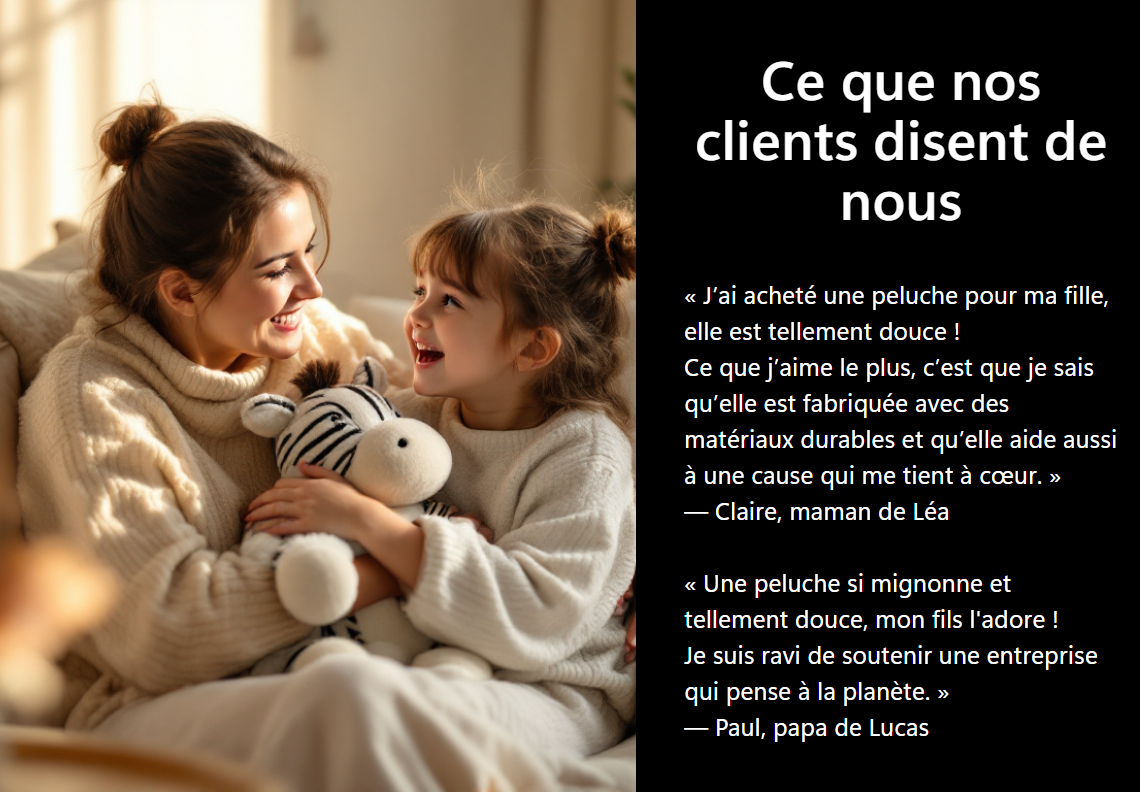 Ce que nos
clients disent de
nous
« J’ai acheté une peluche pour ma fille,
elle est tellement douce !
Ce que j’aime le plus, c’est que je sais
qu’elle est fabriquée avec des
matériaux durables et qu’elle aide aussi
à une cause qui me tient à cœur. »
— Claire, maman de Léa
« Une peluche si mignonne et
tellement douce, mon fils l'adore !
Je suis ravi de soutenir une entreprise
qui pense à la planète. »
— Paul, papa de Lucas